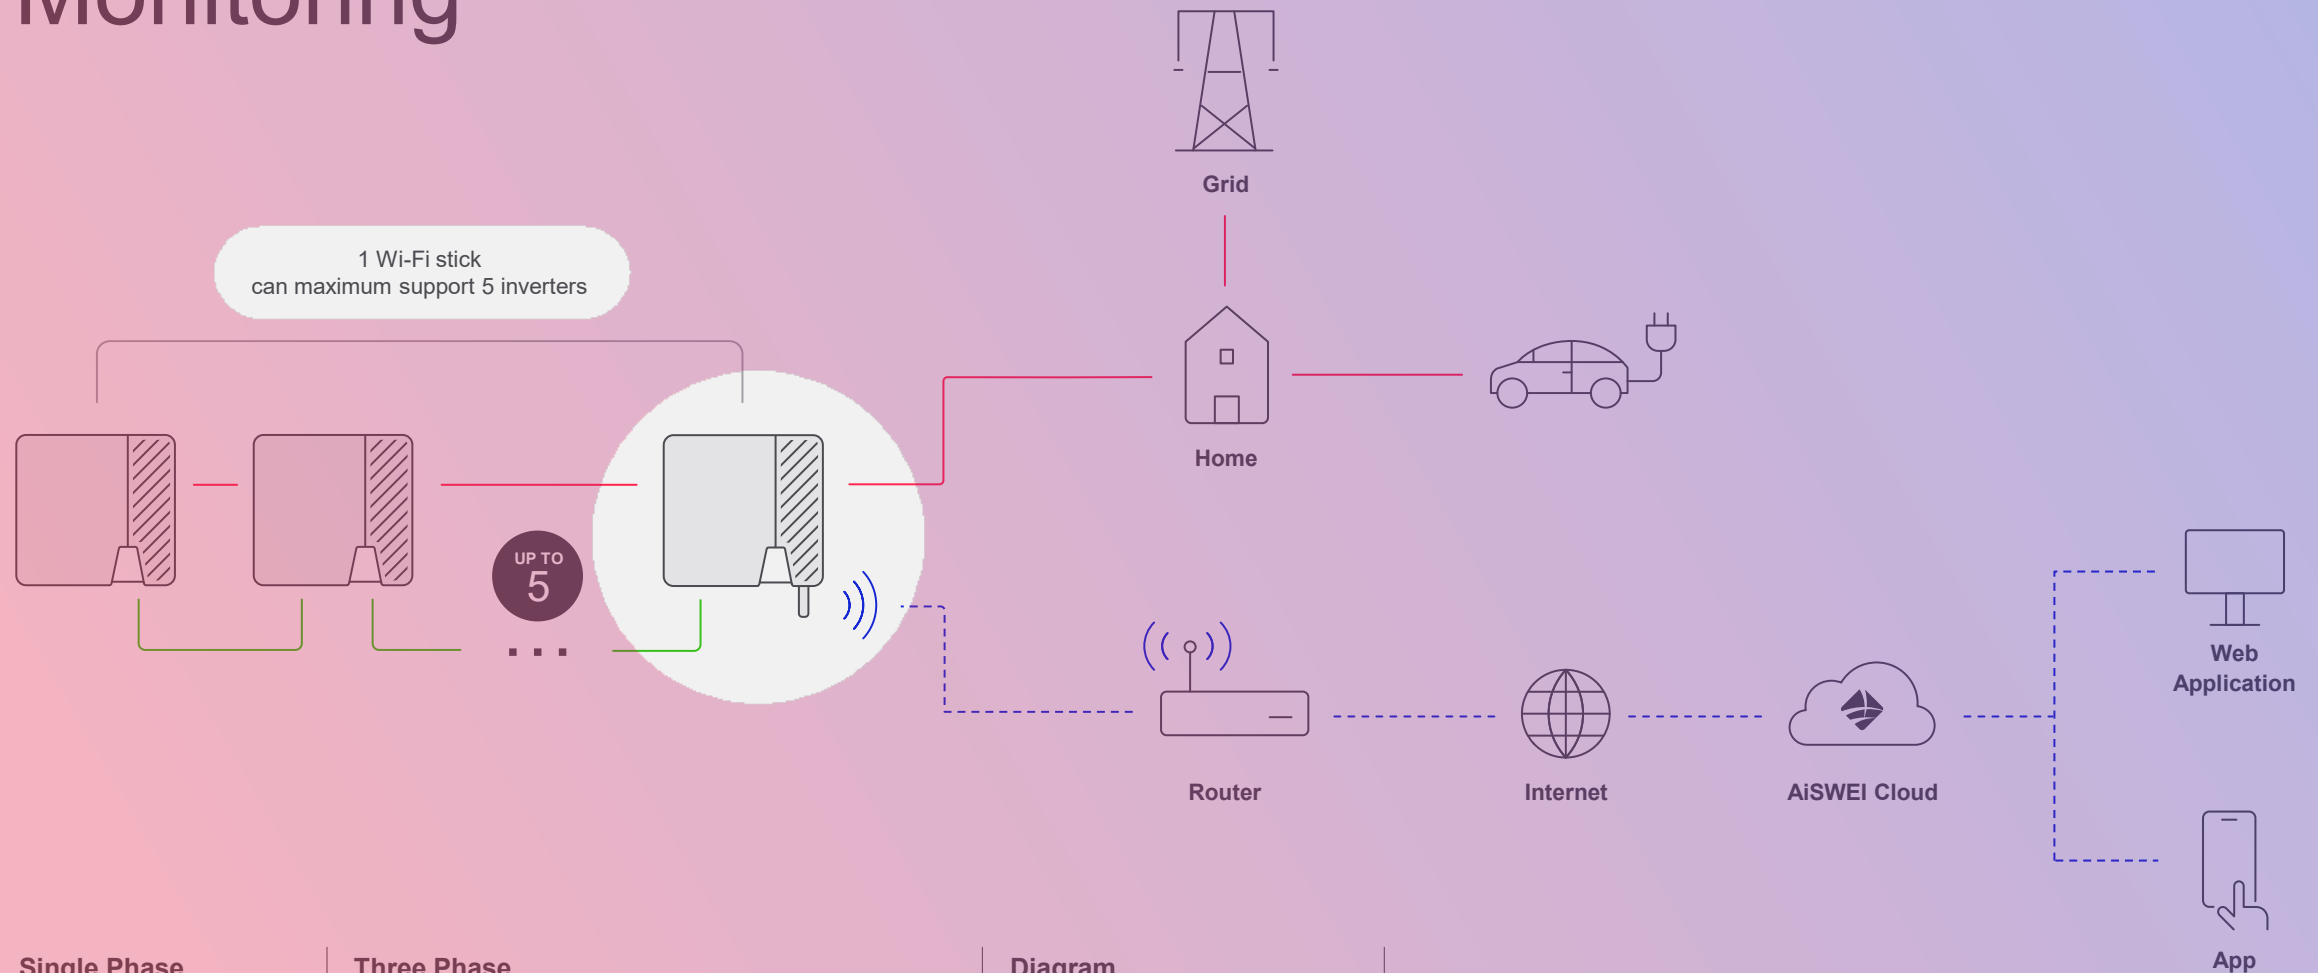 Monitoring
Grid
1 Wi-Fi stick
can maximum support 5 inverters
Home
UP TO
5
Web
Application
Router
Internet
AiSWEI Cloud
App
Single Phase
Three Phase
Diagram